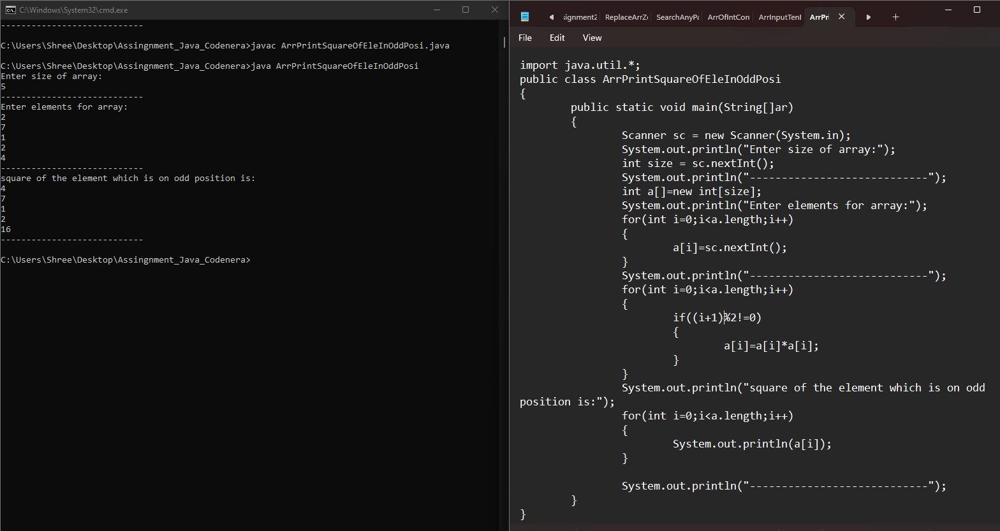 C:\Windows\System32\cmd.exe
----------------------------
C:\Users\Shree\Desktop\Assingnment_Java_Codenera>javac ArrPrintSquareOfEleInOddPosi.java
C:\Users\Shree\Desktop\Assingnment_Java_Codenera>java ArrPrintSquareOfEleInOddPosi
Enter size of array:
5
----------------------------
Enter elements for array:
2
7
1
2
4
----------------------------
square of the element which is on odd position is:
4
7
1
2
16
----------------------------
C:\Users\Shree\Desktop\Assingnment_Java_Codenera>
signment2 ReplaceArrZe SearchAnyPa ArrOfIntCon ArrInputTenI ArrPri
File Edit View
import java.util.*;
public class ArrPrintSquareOfEleInOddPosi
{
public static void main(String[]ar)
{
Scanner sc = new Scanner(System.in);
System.out.println("Enter size of array:");
int size = sc.nextInt();
System.out.println("----------------------------");
int a[]=new int[size];
System.out.println("Enter elements for array:");
for(int i=0;i<a.length;i++)
{
a[i]=sc.nextInt();
}
System.out.println("----------------------------");
for(int i=0;i<a.length;i++)
{
if((i+1)%2!=0)
{
a[i]=a[i]*a[i];
}
}
System.out.println("square of the element which is on odd
position is:");
for(int i=0;i<a.length;i++)
{
System.out.println(a[i]);
}
System.out.println("----------------------------");
}
}